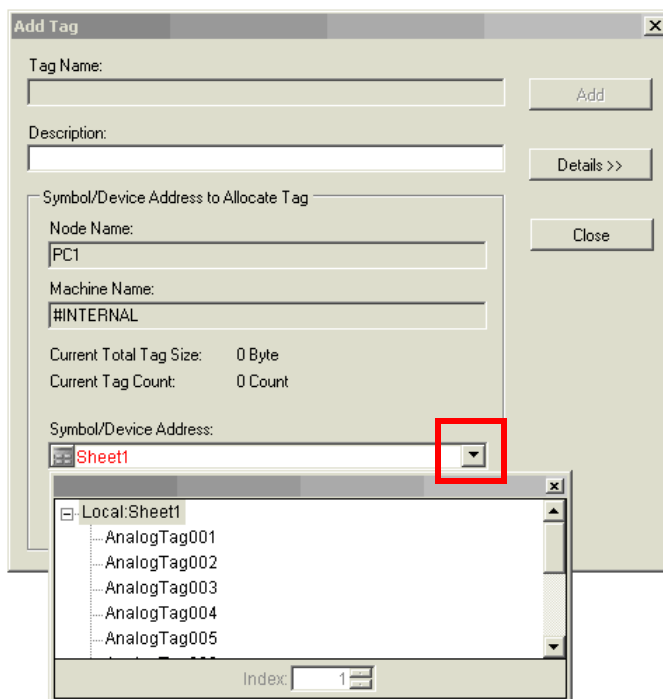 Add Tag
Tag Name:
Add
Description:
Details >>
Symbol/Device Address to Allocate Tag
Node Name:
Close
PC1
Machine Name:
#INTERNAL
Current Total Tag Size: 0 Byte
Current Tag Count: 0 Count
Symbol/Device Address:
Sheet1
Local:Sheet1
AnalogTag001
AnalogTag002
AnalogTag003
AnalogTag004
AnalogTag005
Index: 1